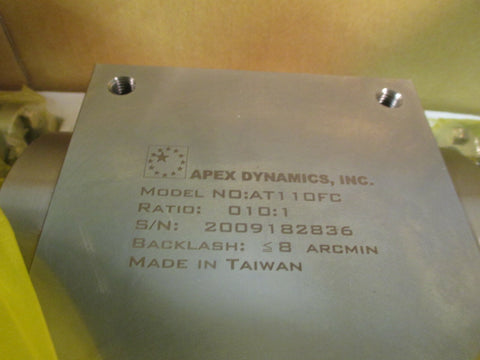 APEX DYNAMICS, INC.
MODEL NO:AT110FC
RATIO: 010:1
S/N: 2009182836
BACKLASH: ≦8 ARCMIN
MADE IN TAIWAN